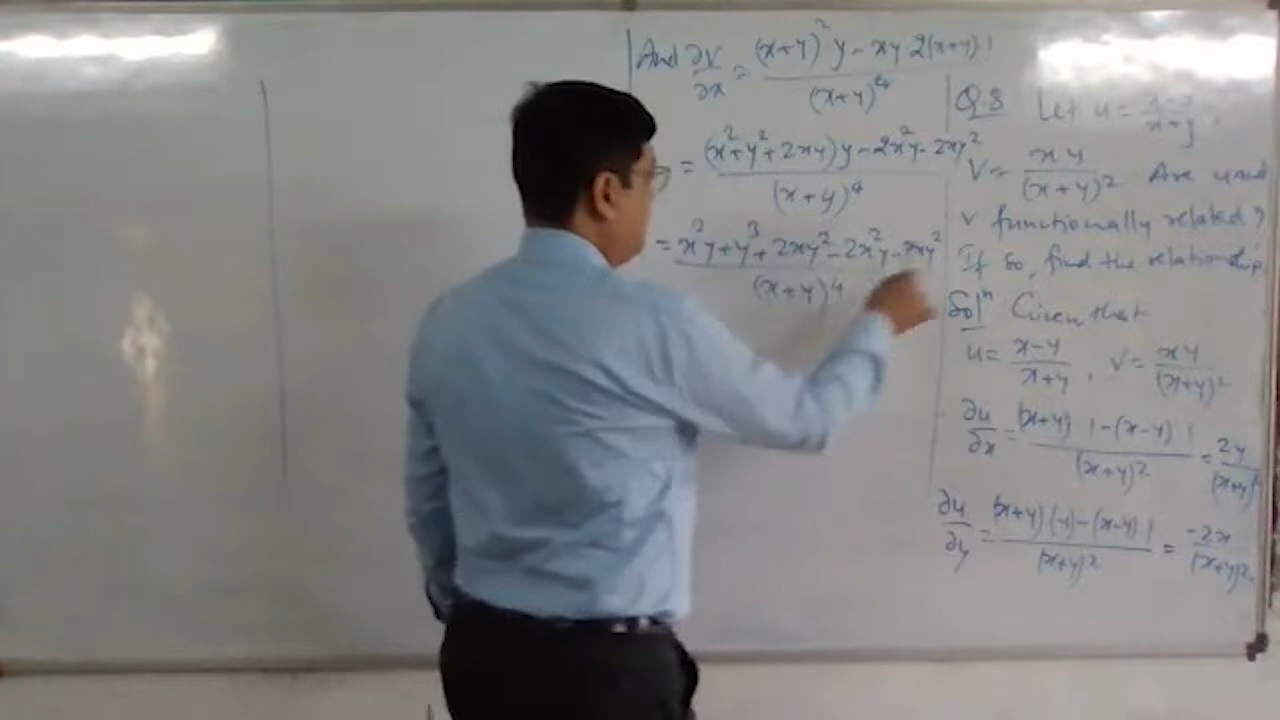 Q.8 Let u = x-y/x+y,
v = xy/(x+y)² Are u and
v functionally related?
If so, find the relationship
Solⁿ Given that
u = x-y/x+y, v = xy/(x+y)²
∂u/∂x = (x+y) 1-(x-y) 1/(x+y)² = 2y/(x+y)²
∂u/∂y = (x+y)(-1)-(x-y) 1/(x+y)² = -2x/(x+y)²
And ∂v/∂x = (x+y)² y - xy 2(x+y) 1/(x+y)⁴
= (x²+y²+2xy)y - 2x²y - 2xy²/(x+y)⁴
= x²y+y³+2xy²-2x²y-2xy²/(x+y)4